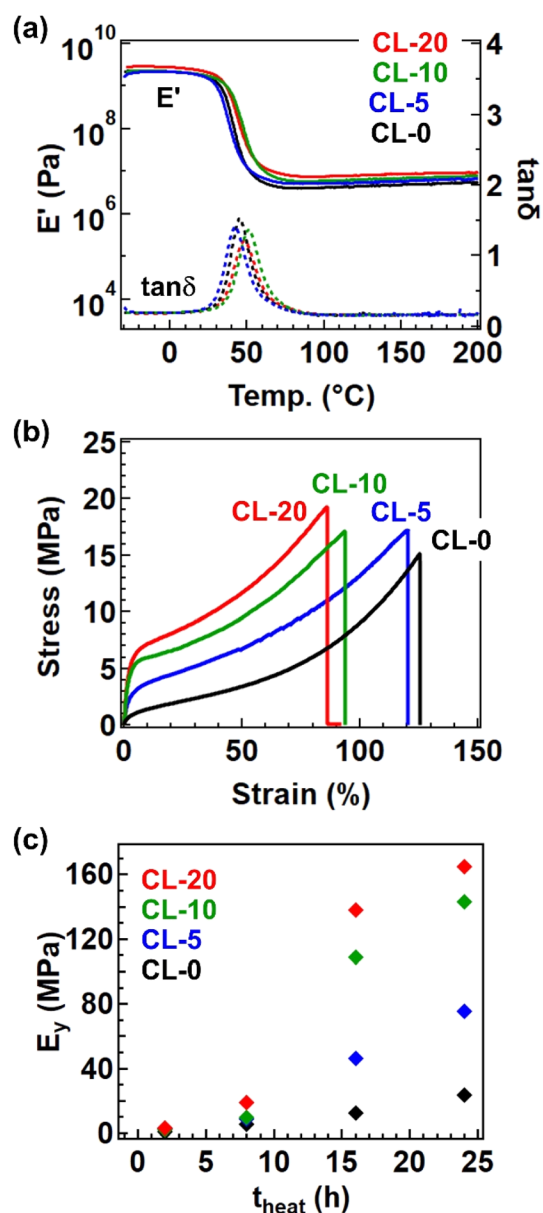 (a)
10^10
10^8
10^6
10^4
E' (Pa)
E'
tanδ
CL-20
CL-10
CL-5
CL-0
4
3
2
1
0
tanδ
0 50 100 150 200
Temp. (°C)
(b)
25
20
15
10
5
0
Stress (MPa)
CL-10
CL-20 CL-5
CL-0
0 50 100 150
Strain (%)
(c)
160
120
80
40
0
E_y (MPa)
CL-20
CL-10
CL-5
CL-0
0 5 10 15 20 25
t_heat (h)